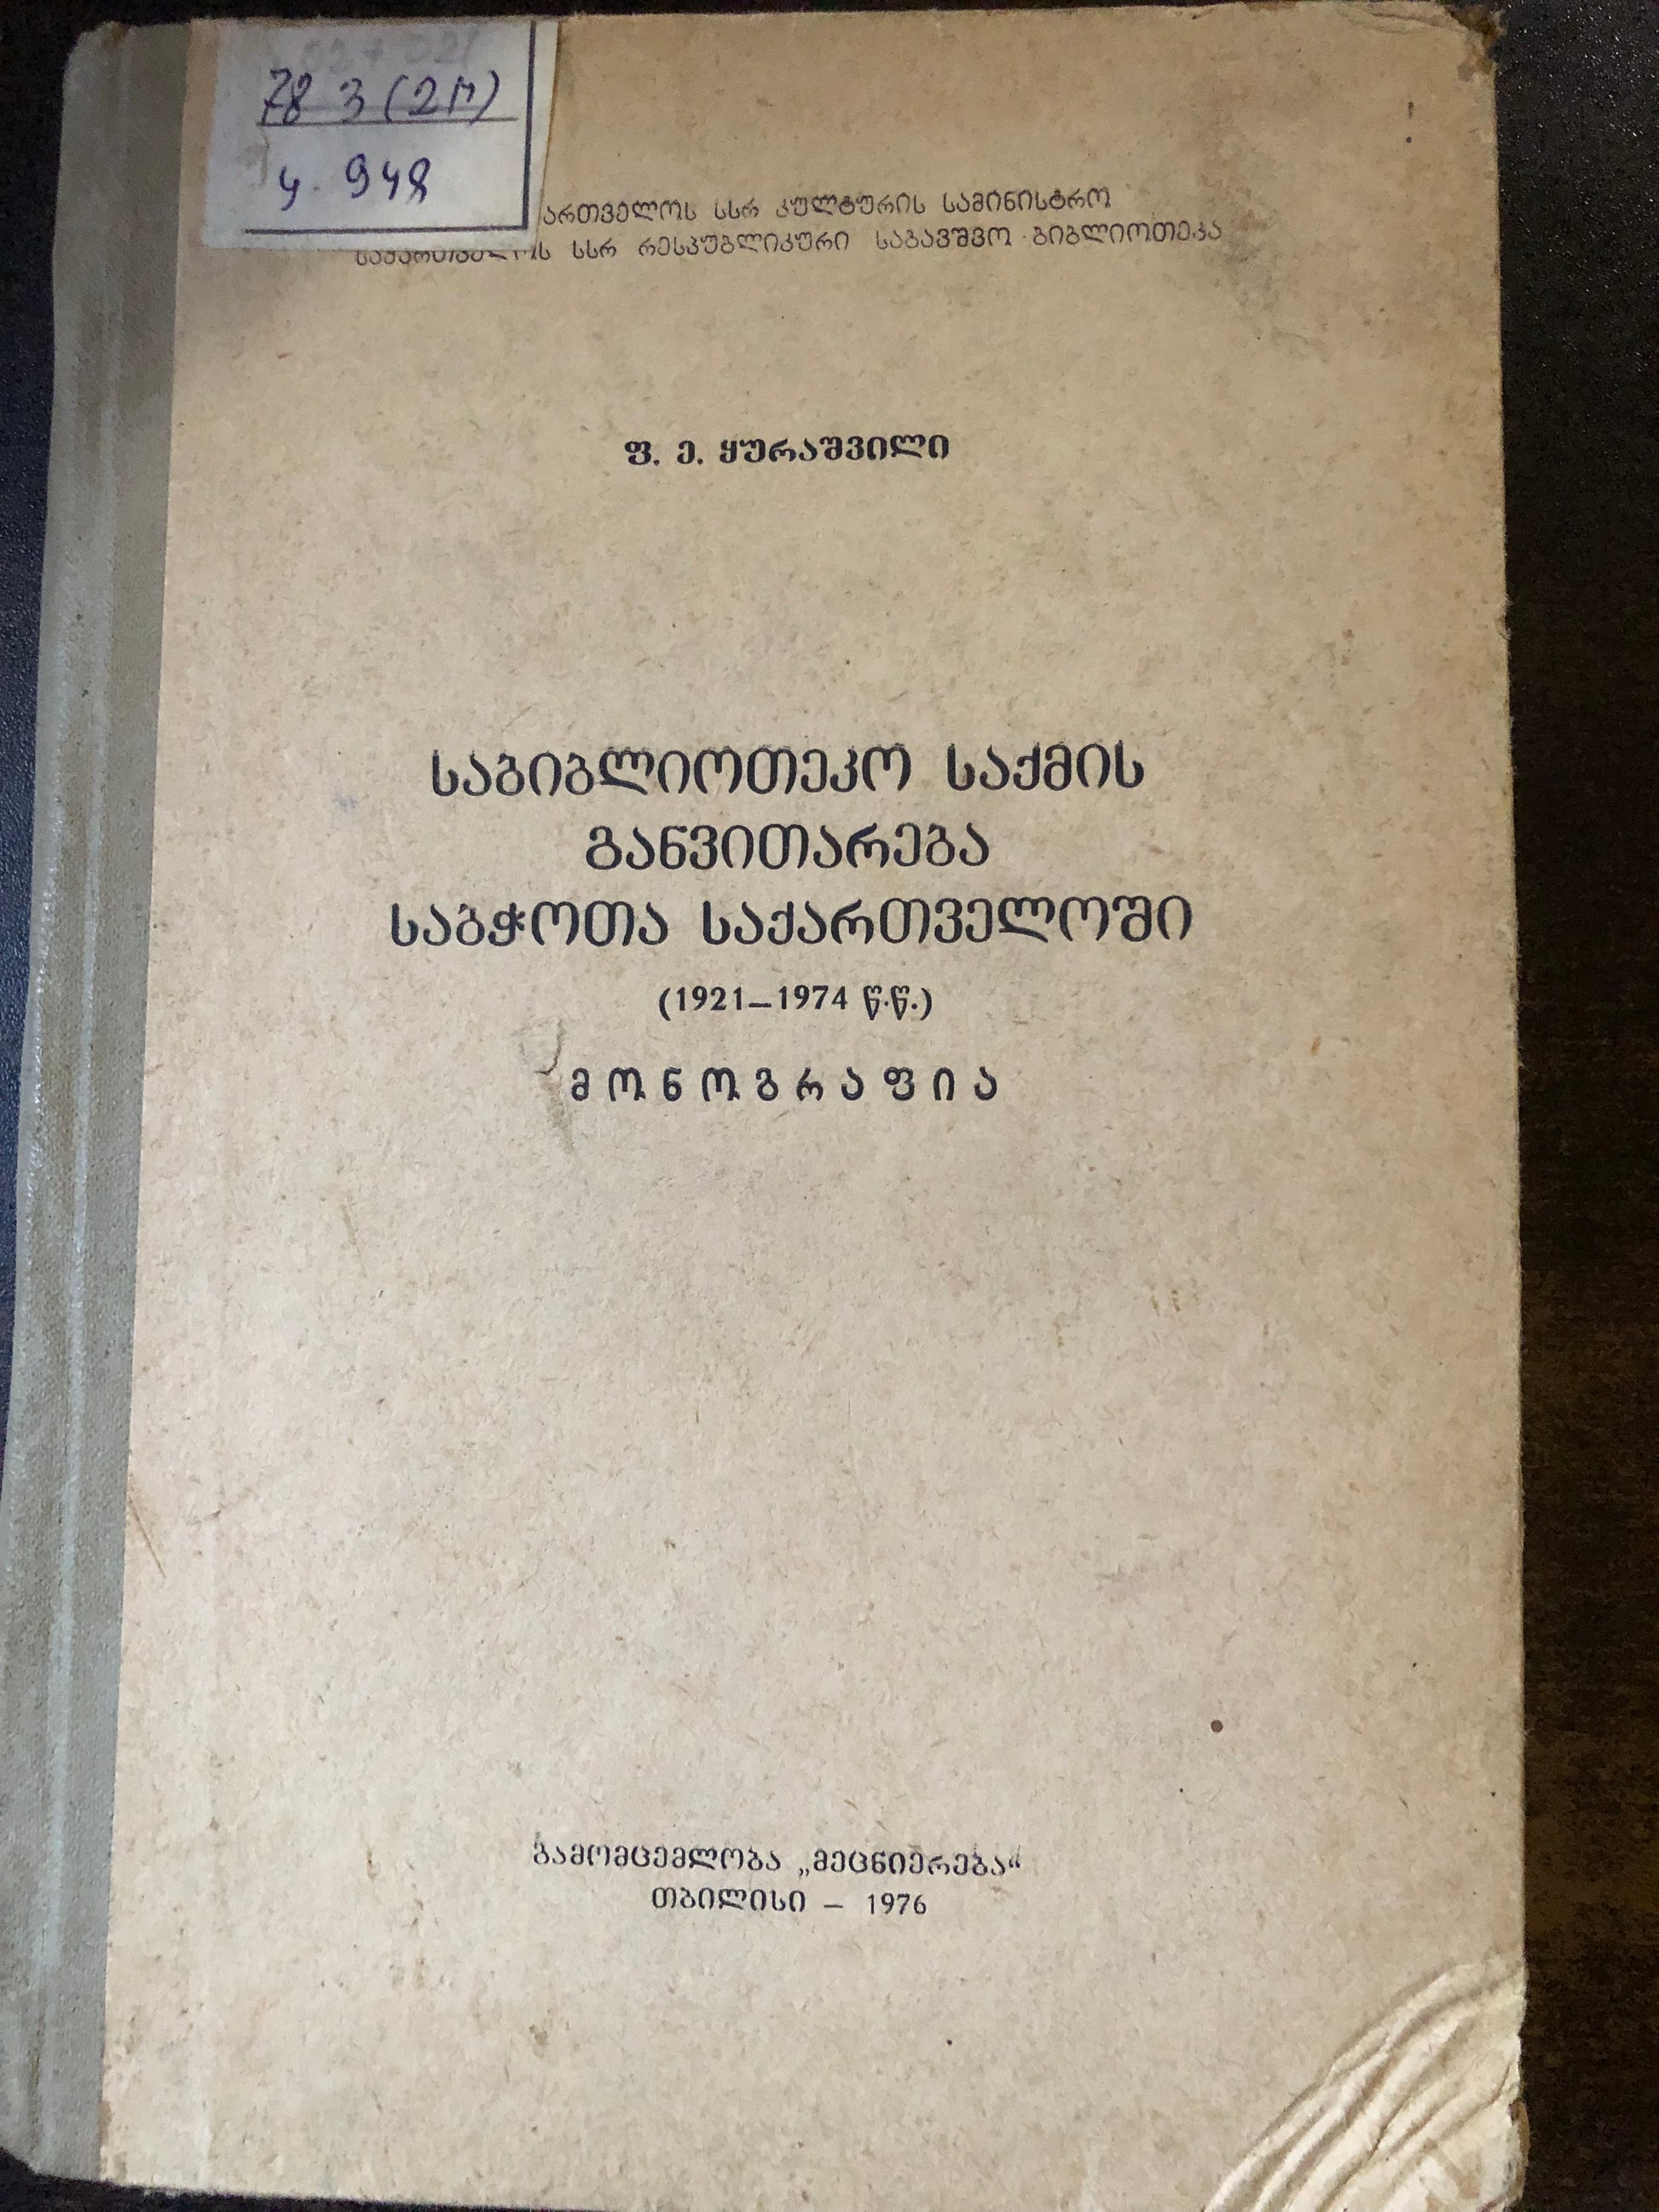 78 3 (2Г)
ყ. 948
ართველოს სსრ კულტურის სამინისტრო
სსრ რესპუბლიკური საბავშვო ბიბლიოთეკა
ფ. ე. ყურაშვილი
საბიბლიოთეკო საქმის
განვითარება
საბჭოთა საქართველოში
(1921—1974 წ.წ.)
მონოგრაფია
გამომცემლობა „მეცნიერება“
თბილისი — 1976